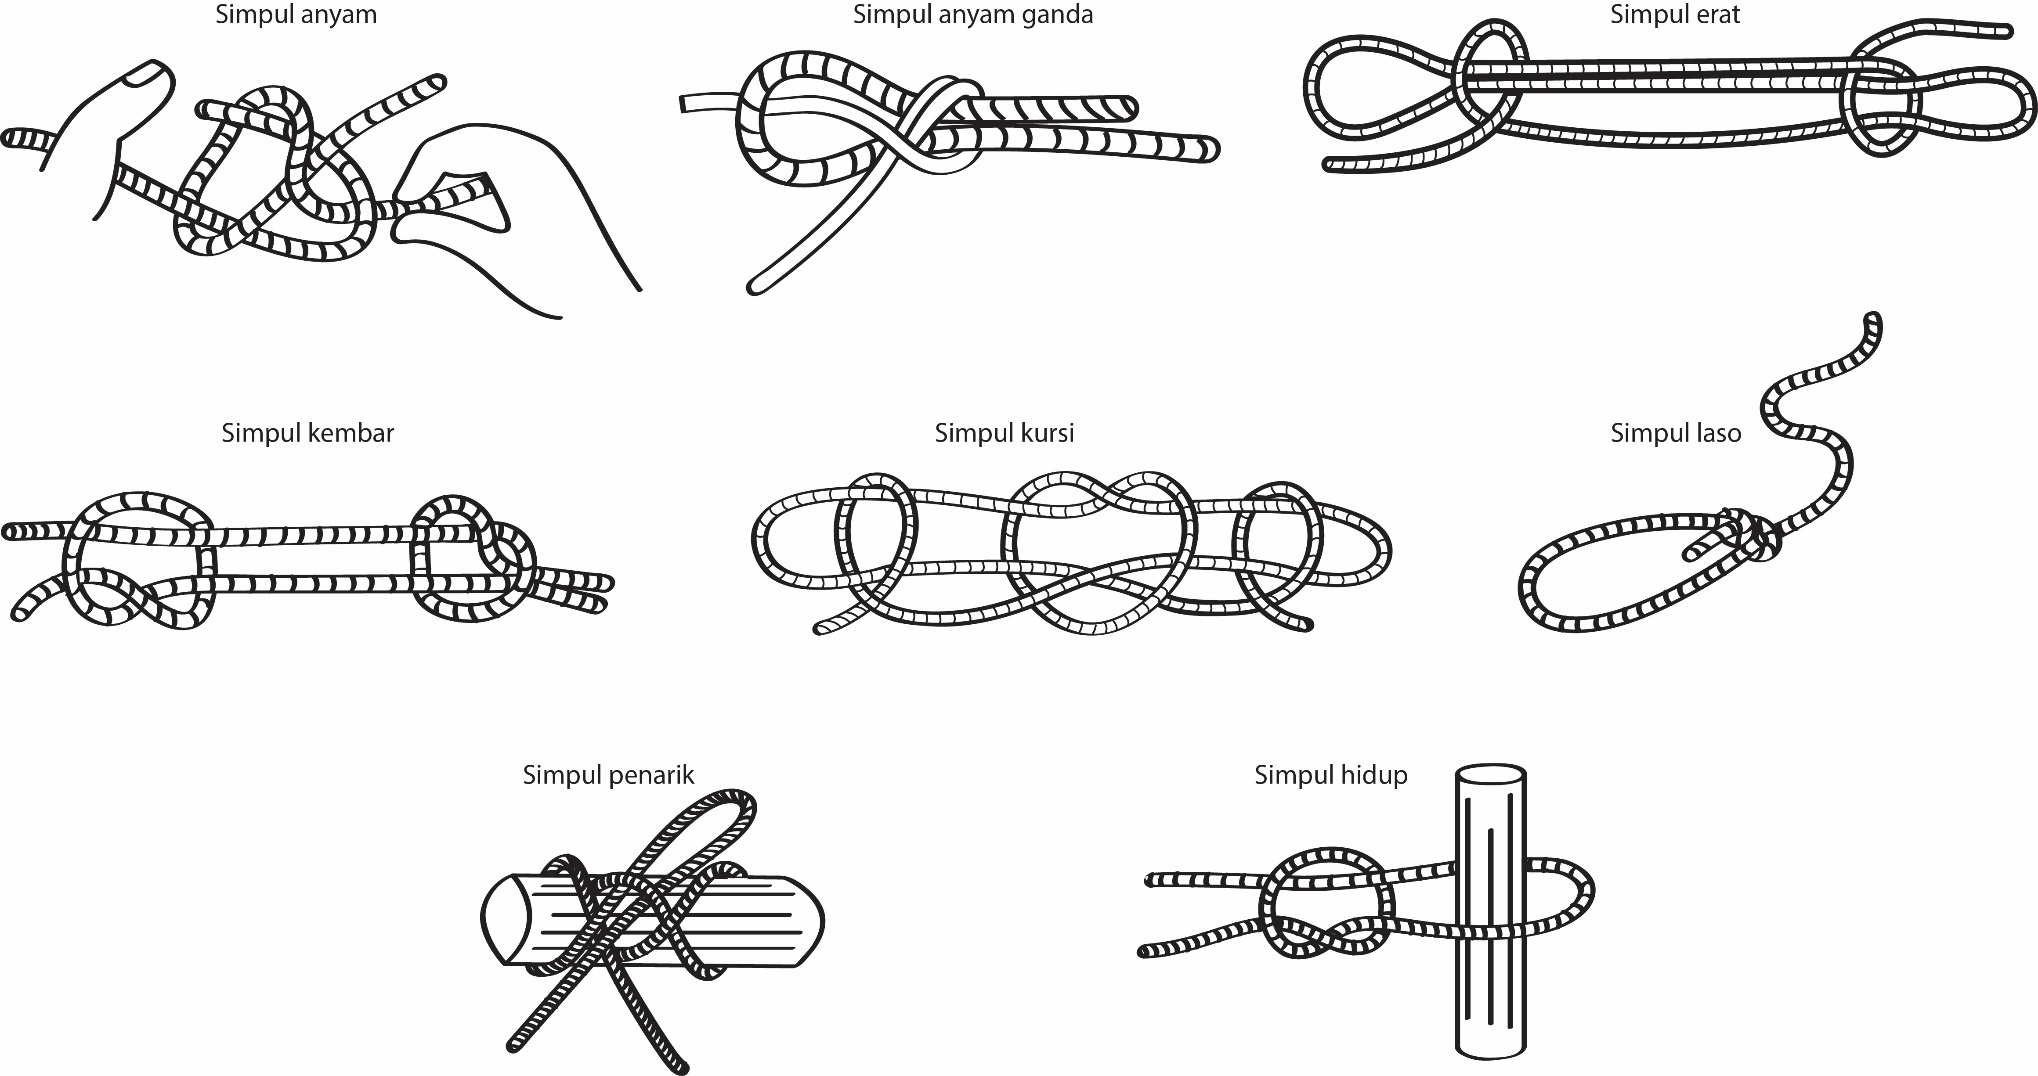 Simpul anyam
Simpul anyam ganda
Simpul erat
Simpul kembar
Simpul kursi
Simpul laso
Simpul penarik
Simpul hidup